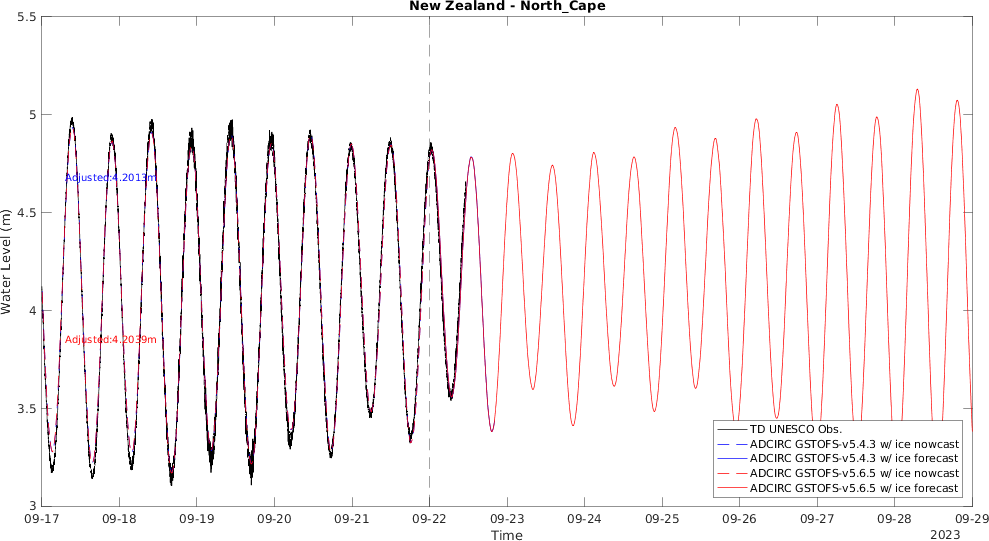 New Zealand - North_Cape
5.5
5
4.5
4
3.5
3
Water Level (m)
Adjusted:4.2013m
Adjusted:4.2039m
TD UNESCO Obs.
ADCIRC GSTOFS-v5.4.3 w/ ice nowcast
ADCIRC GSTOFS-v5.4.3 w/ ice forecast
ADCIRC GSTOFS-v5.6.5 w/ ice nowcast
ADCIRC GSTOFS-v5.6.5 w/ ice forecast
09-17 09-18 09-19 09-20 09-21 09-22 09-23 09-24 09-25 09-26 09-27 09-28 09-29
Time
2023